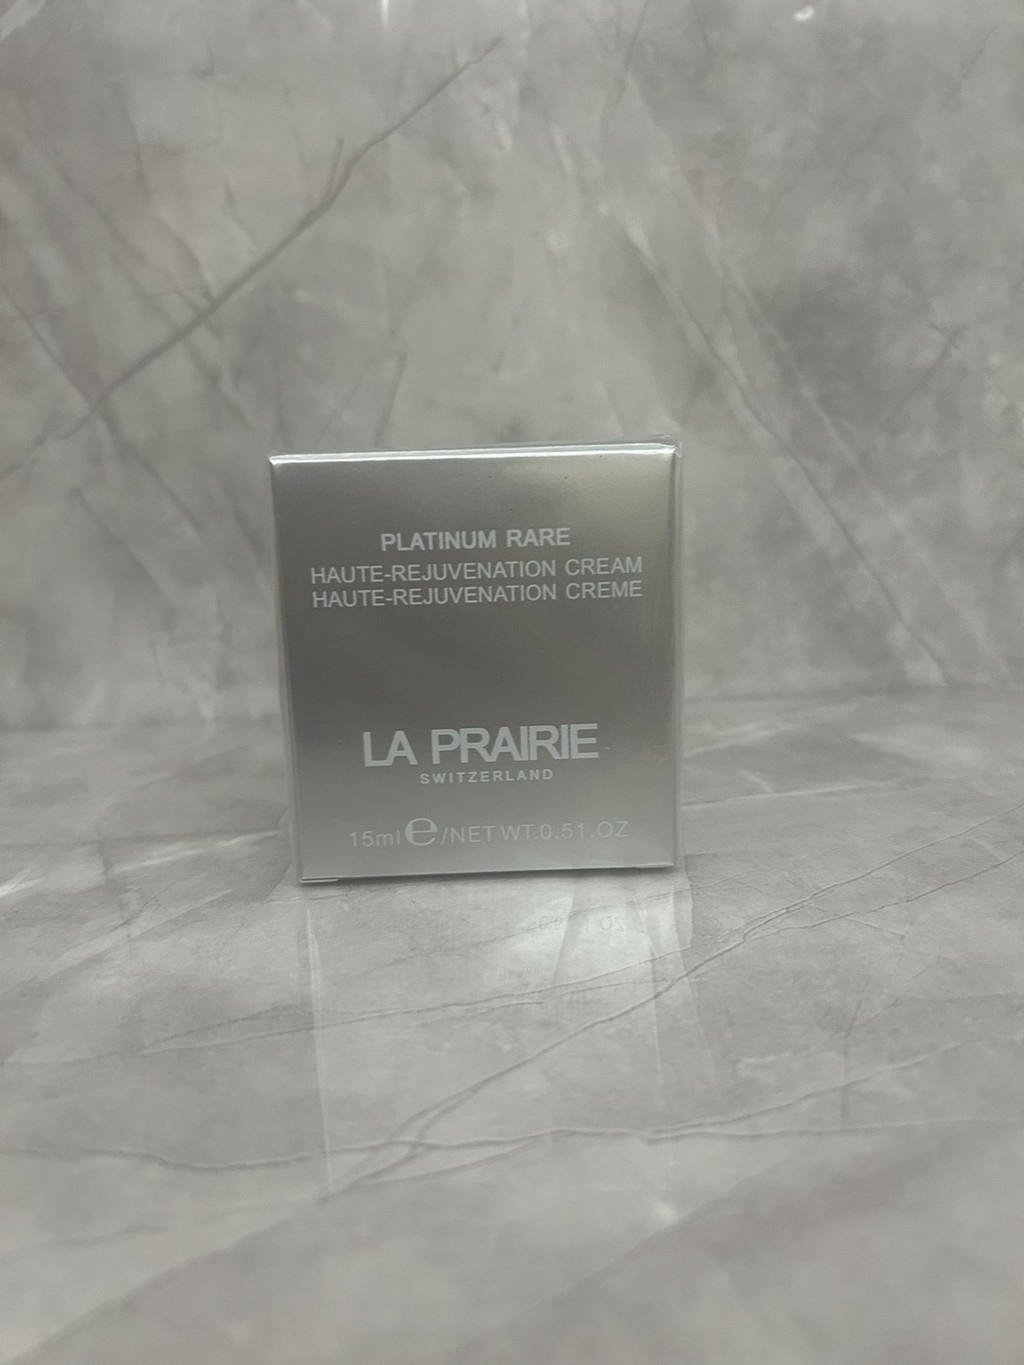 PLATINUM RARE
HAUTE-REJUVENATION CREAM
HAUTE-REJUVENATION CREME
LA PRAIRIE
SWITZERLAND
15ml ℮/NET WT.0.51.OZ